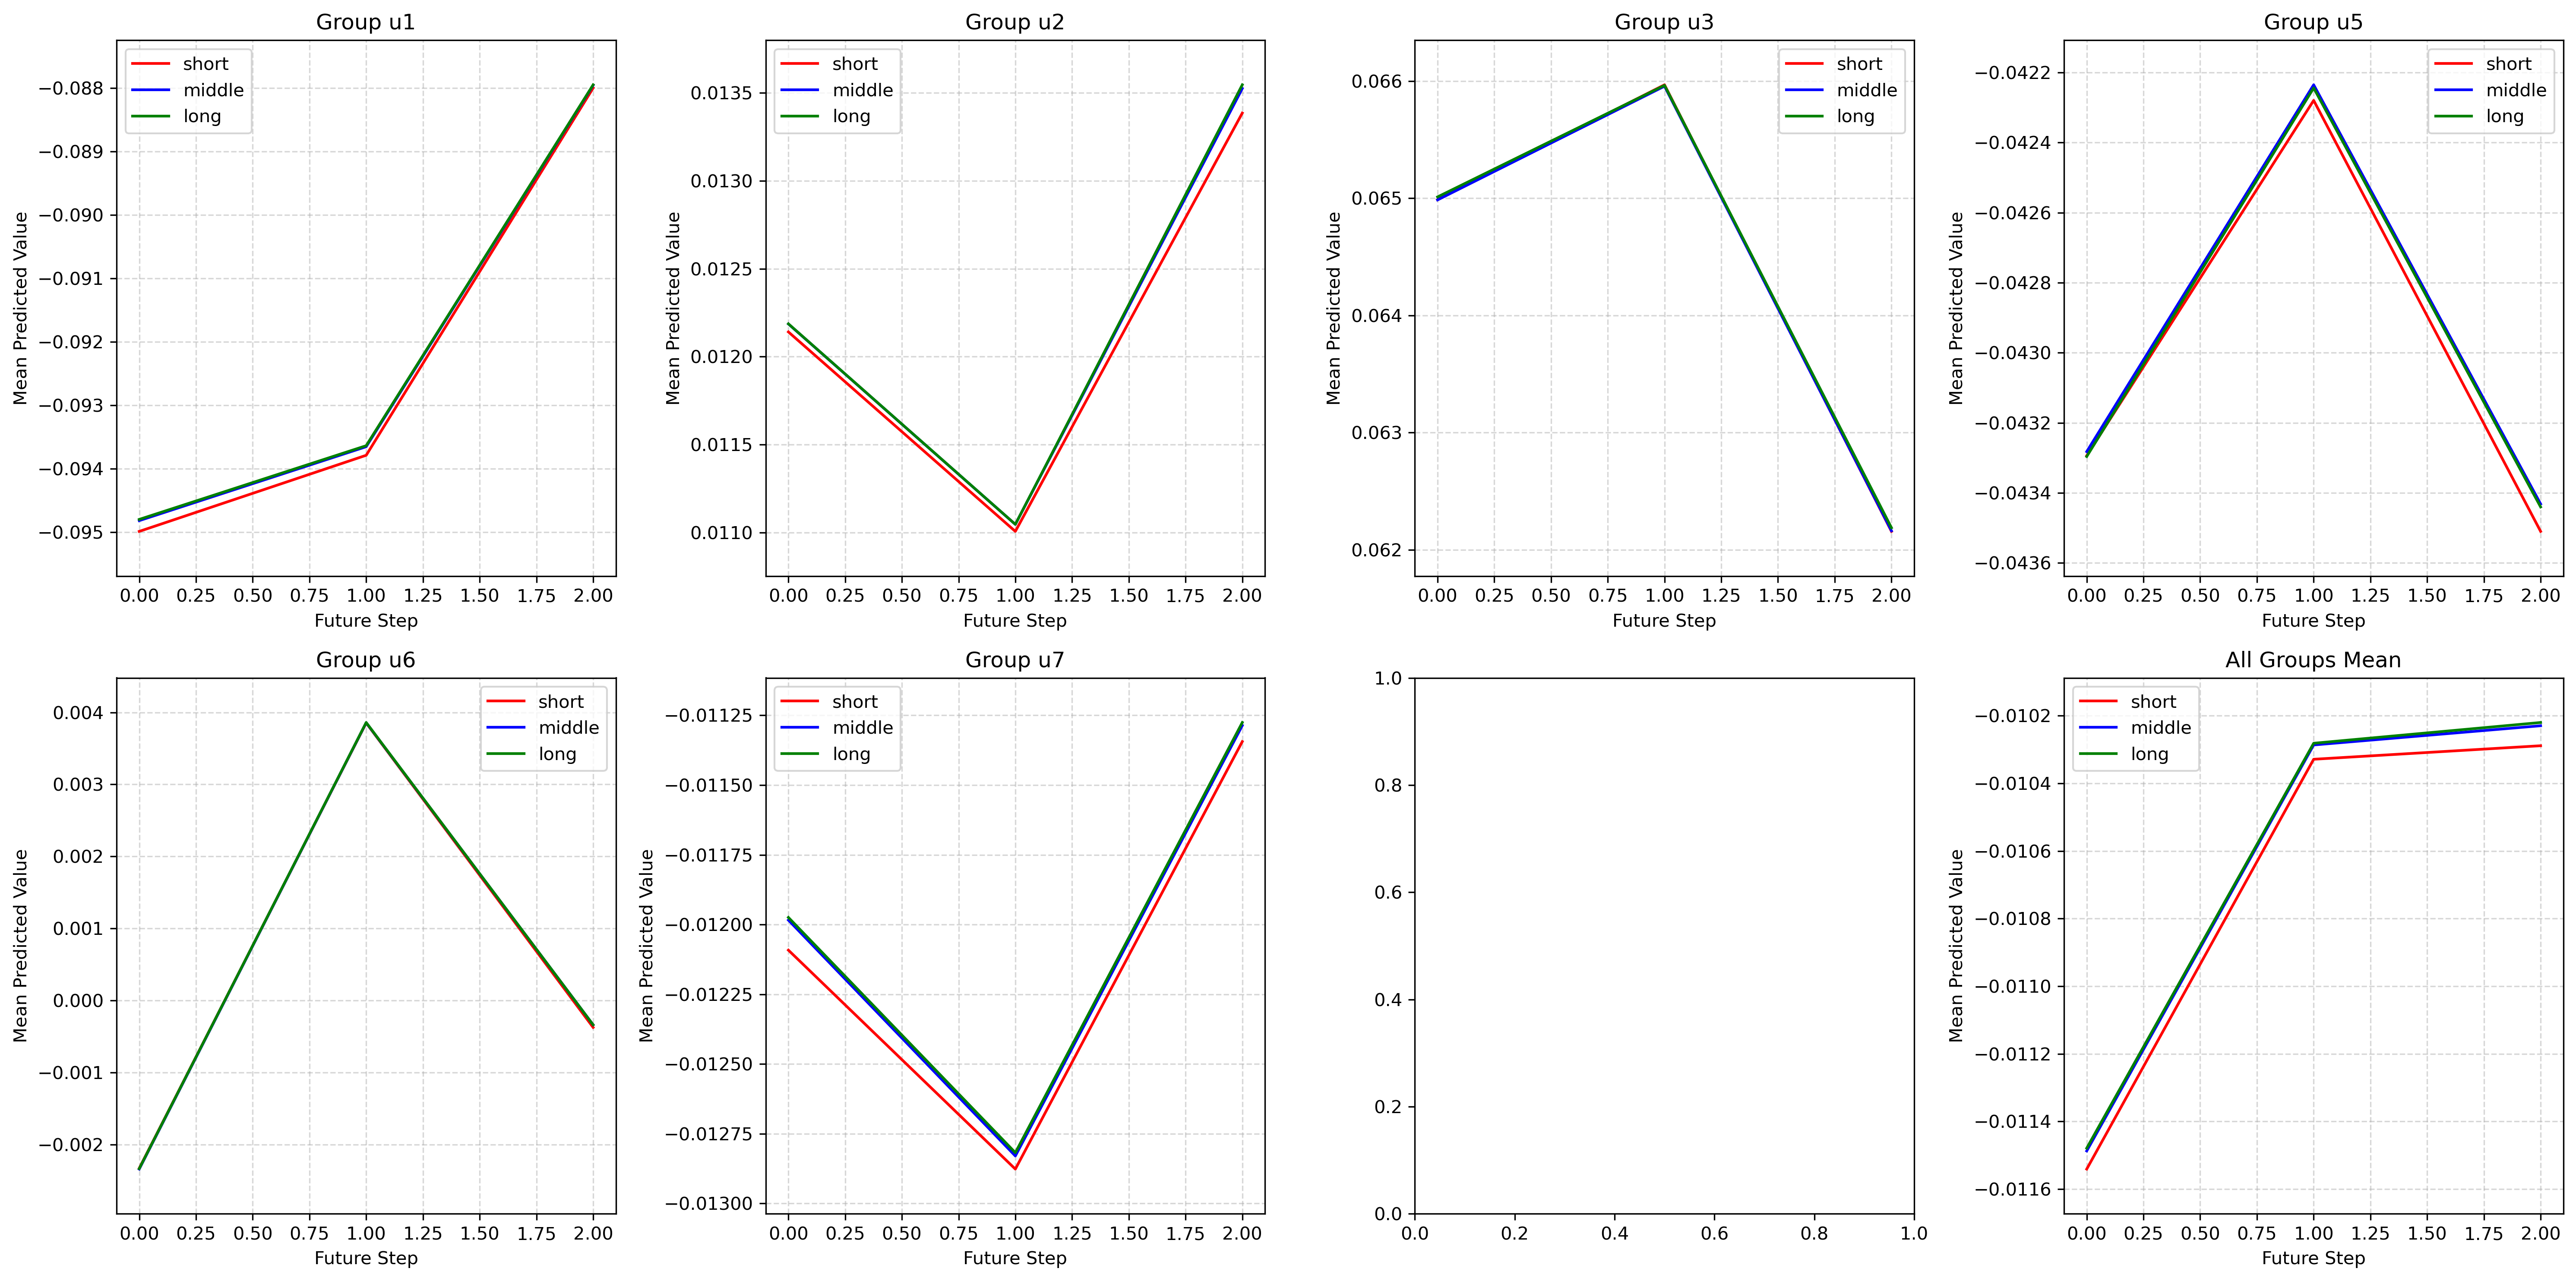 Group u1
short
middle
long
Mean Predicted Value
−0.088
−0.089
−0.090
−0.091
−0.092
−0.093
−0.094
−0.095
0.00 0.25 0.50 0.75 1.00 1.25 1.50 1.75 2.00
Future Step
Group u2
short
middle
long
Mean Predicted Value
0.0135
0.0130
0.0125
0.0120
0.0115
0.0110
0.00 0.25 0.50 0.75 1.00 1.25 1.50 1.75 2.00
Future Step
Group u3
short
middle
long
Mean Predicted Value
0.066
0.065
0.064
0.063
0.062
0.00 0.25 0.50 0.75 1.00 1.25 1.50 1.75 2.00
Future Step
Group u5
short
middle
long
Mean Predicted Value
−0.0422
−0.0424
−0.0426
−0.0428
−0.0430
−0.0432
−0.0434
−0.0436
0.00 0.25 0.50 0.75 1.00 1.25 1.50 1.75 2.00
Future Step
Group u6
short
middle
long
Mean Predicted Value
0.004
0.003
0.002
0.001
0.000
−0.001
−0.002
0.00 0.25 0.50 0.75 1.00 1.25 1.50 1.75 2.00
Future Step
Group u7
short
middle
long
Mean Predicted Value
−0.01125
−0.01150
−0.01175
−0.01200
−0.01225
−0.01250
−0.01275
−0.01300
0.00 0.25 0.50 0.75 1.00 1.25 1.50 1.75 2.00
Future Step
1.0
0.8
0.6
0.4
0.2
0.0
0.0 0.2 0.4 0.6 0.8 1.0
All Groups Mean
short
middle
long
Mean Predicted Value
−0.0102
−0.0104
−0.0106
−0.0108
−0.0110
−0.0112
−0.0114
−0.0116
0.00 0.25 0.50 0.75 1.00 1.25 1.50 1.75 2.00
Future Step